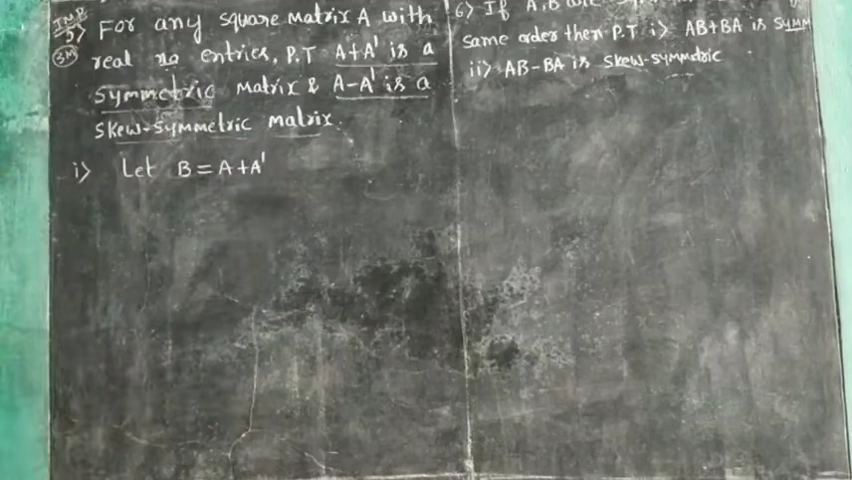 IMP
5) For any square matrix A with
3M real no entries, P.T A+A' is a
symmetric Matrix & A-A' is a
skew-symmetric matrix.
i) Let B = A+A'
6) If A, B
same order then P.T i) AB+BA is symm
ii) AB-BA is skew-symmetric